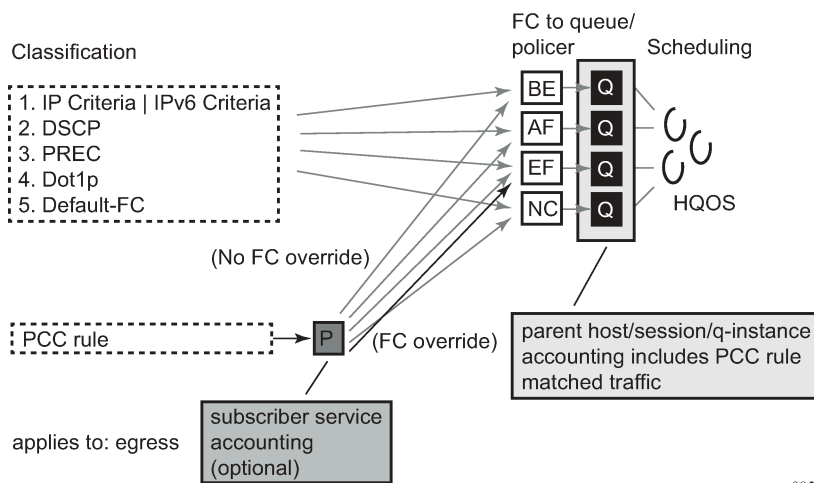 Classification
FC to queue/
policer
Scheduling
1. IP Criteria | IPv6 Criteria
2. DSCP
3. PREC
4. Dot1p
5. Default-FC
BE
Q
AF
Q
EF
Q
NC
Q
HQOS
(No FC override)
PCC rule
P
(FC override)
parent host/session/q-instance
accounting includes PCC rule
matched traffic
subscriber service
accounting
(optional)
applies to: egress